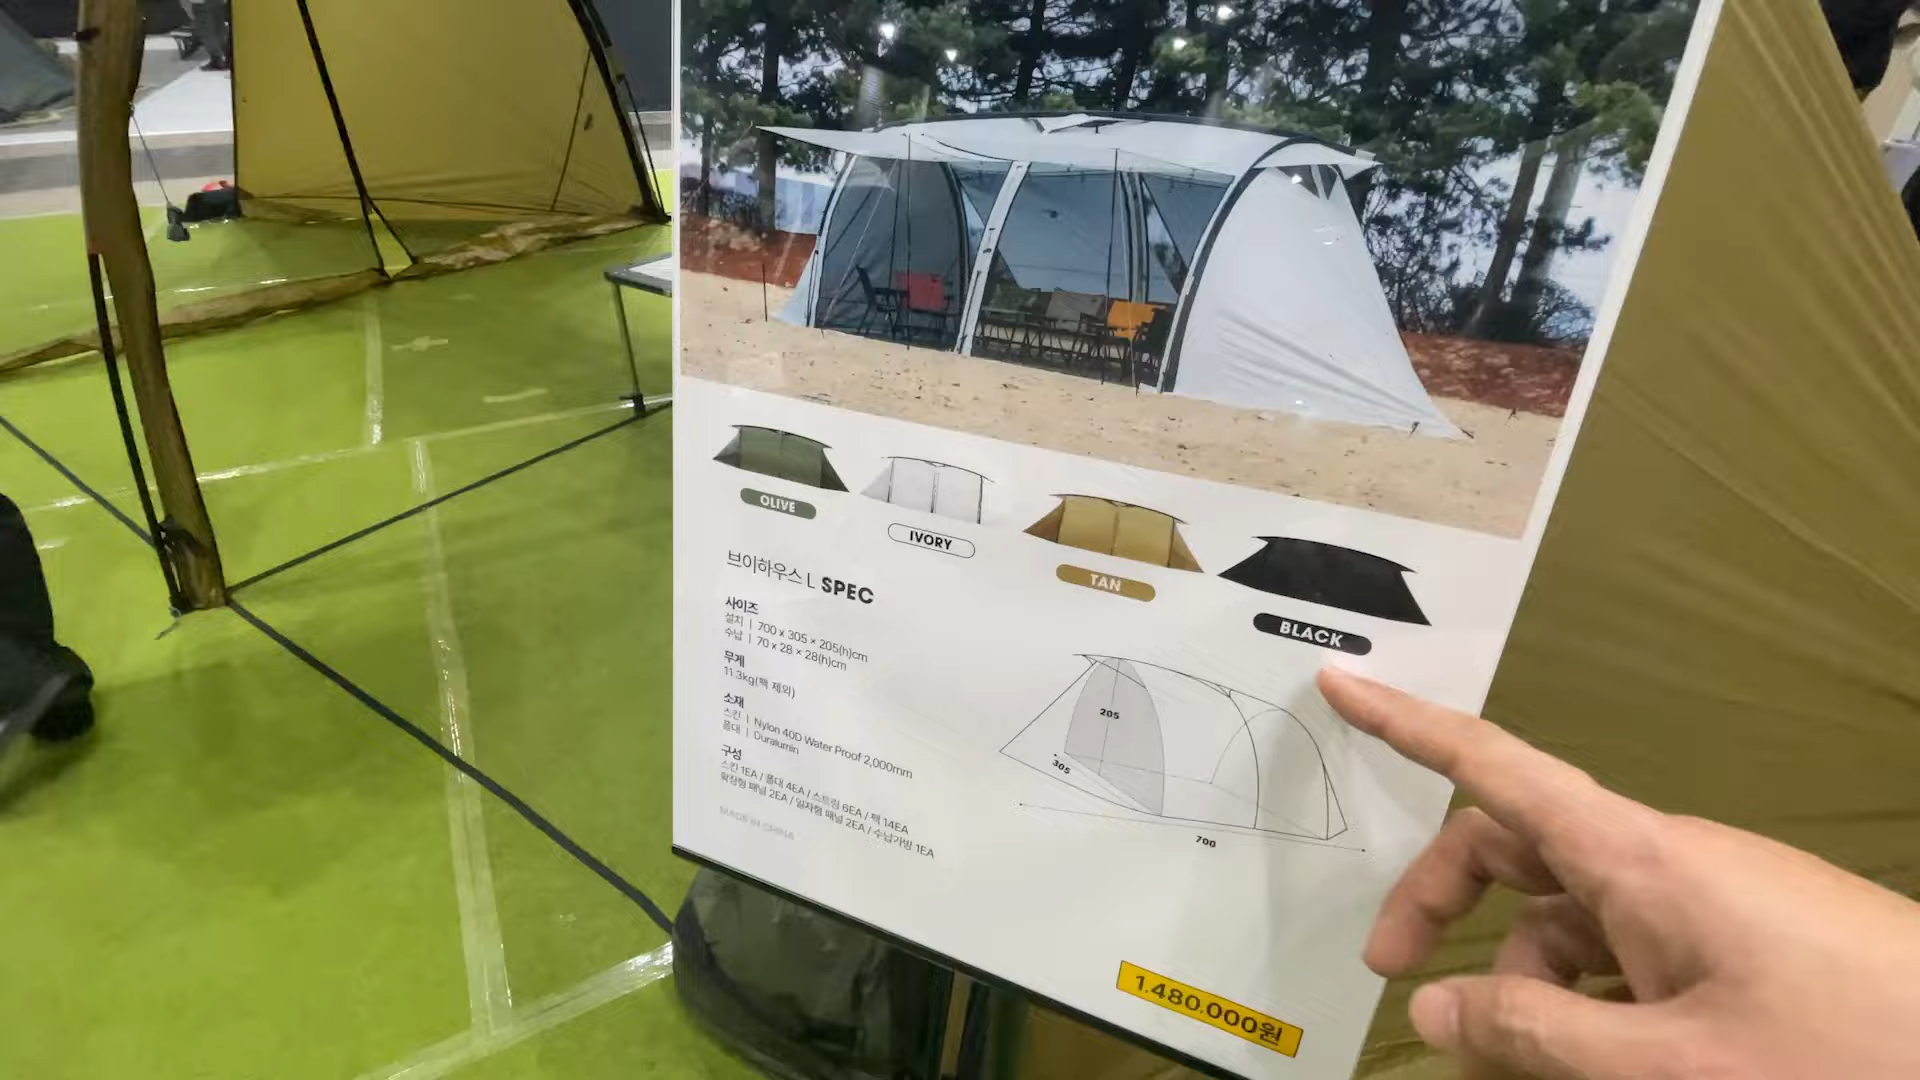 OLIVE
IVORY
TAN
BLACK
브이하우스 L SPEC
사이즈
설치 | 700 x 305 x 205(h)cm
수납 | 70 x 28 x 28(h)cm
무게
11.3kg(팩 제외)
소재
스킨 | Nylon 40D Water Proof 2,000mm
폴대 | Duralumin
구성
스킨 1EA / 폴대 4EA / 스트링 6EA / 팩 14EA
확장형 패널 2EA / 일자형 패널 2EA / 수납가방 1EA
MADE IN CHINA
205
305
700
1,480,000원